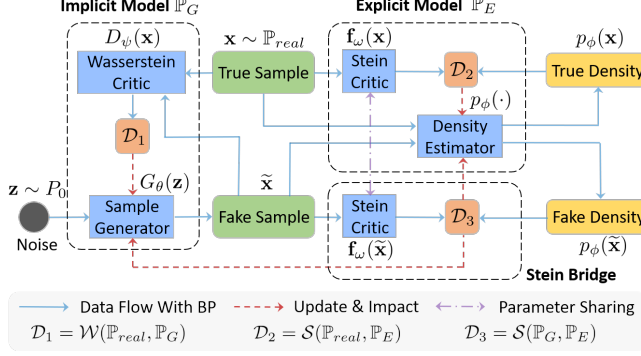 Implicit Model ℙ_G
Explicit Model ℙ_E
D_ψ(x)
x ∼ ℙ_real
f_ω(x)
p_ϕ(x)
Wasserstein
Critic
True Sample
Stein
Critic
𝒟_2
True Density
p_ϕ(·)
𝒟_1
Density
Estimator
z ∼ P_0
G_θ(z)
x̃
Noise
Sample
Generator
Fake Sample
Stein
Critic
𝒟_3
Fake Density
f_ω(x̃)
p_ϕ(x̃)
Stein Bridge
Data Flow With BP
Update & Impact
Parameter Sharing
𝒟_1 = 𝒲(ℙ_real, ℙ_G)
𝒟_2 = 𝒮(ℙ_real, ℙ_E)
𝒟_3 = 𝒮(ℙ_G, ℙ_E)